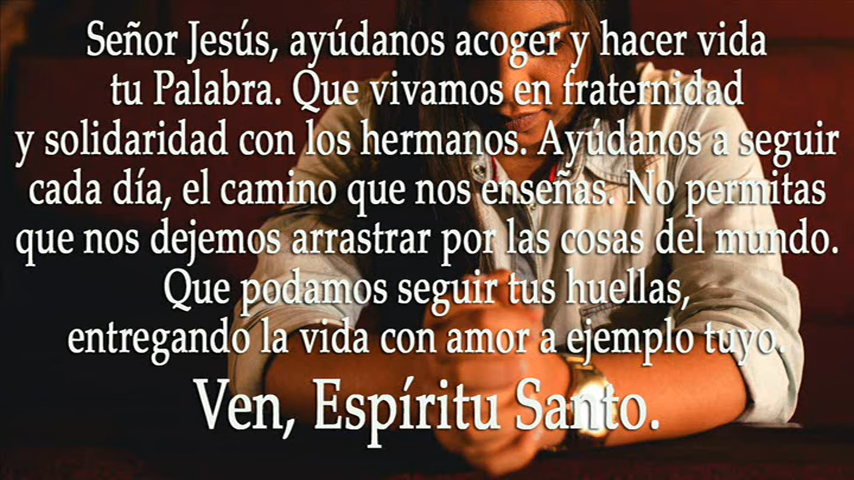 Señor Jesús, ayúdanos acoger y hacer vida
tu Palabra. Que vivamos en fraternidad
y solidaridad con los hermanos. Ayúdanos a seguir
cada día, el camino que nos enseñas. No permitas
que nos dejemos arrastrar por las cosas del mundo.
Que podamos seguir tus huellas,
entregando la vida con amor a ejemplo tuyo.
Ven, Espíritu Santo.